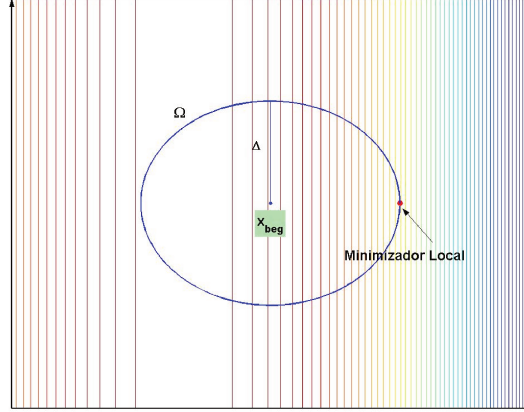 Ω
Δ
X_beg
Minimizador Local